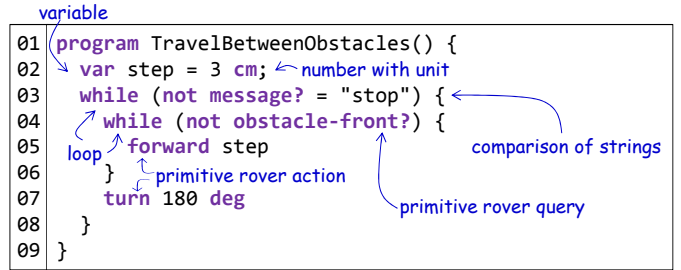 variable
01 program TravelBetweenObstacles() {
02 var step = 3 cm; number with unit
03 while (not message? = "stop") {
04 while (not obstacle-front?) {
05 forward step
loop comparison of strings
06 } primitive rover action
07 turn 180 deg
primitive rover query
08 }
09 }